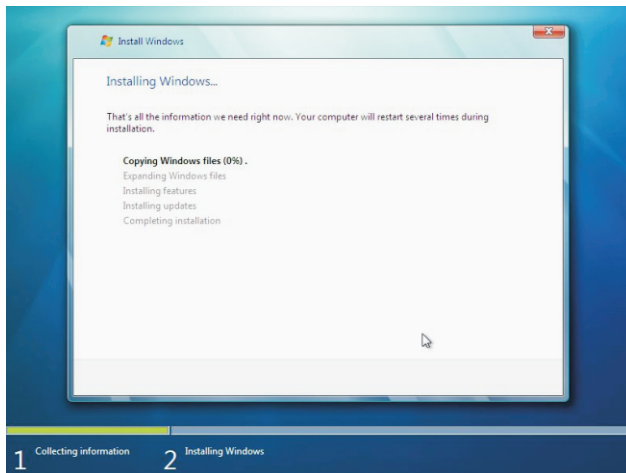 Install Windows
Installing Windows...
That's all the information we need right now. Your computer will restart several times during
installation.
Copying Windows files (0%) .
Expanding Windows files
Installing features
Installing updates
Completing installation
1 Collecting information
2 Installing Windows